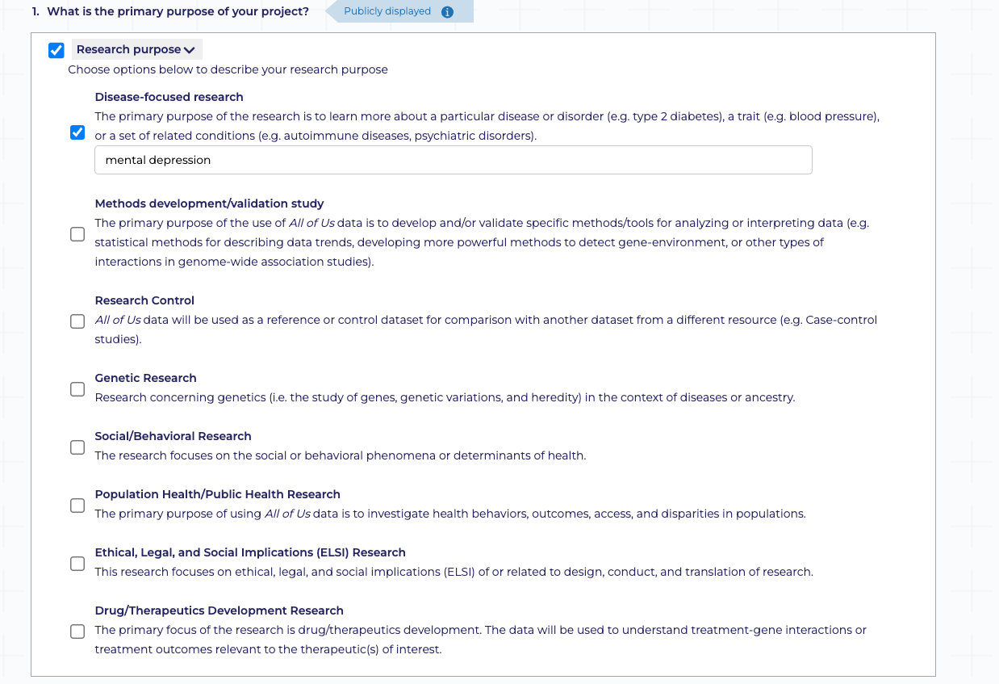 1. What is the primary purpose of your project? Publicly displayed i
Research purpose
Choose options below to describe your research purpose
Disease-focused research
The primary purpose of the research is to learn more about a particular disease or disorder (e.g. type 2 diabetes), a trait (e.g. blood pressure),
or a set of related conditions (e.g. autoimmune diseases, psychiatric disorders).
mental depression
Methods development/validation study
The primary purpose of the use of All of Us data is to develop and/or validate specific methods/tools for analyzing or interpreting data (e.g.
statistical methods for describing data trends, developing more powerful methods to detect gene-environment, or other types of
interactions in genome-wide association studies).
Research Control
All of Us data will be used as a reference or control dataset for comparison with another dataset from a different resource (e.g. Case-control
studies).
Genetic Research
Research concerning genetics (i.e. the study of genes, genetic variations, and heredity) in the context of diseases or ancestry.
Social/Behavioral Research
The research focuses on the social or behavioral phenomena or determinants of health.
Population Health/Public Health Research
The primary purpose of using All of Us data is to investigate health behaviors, outcomes, access, and disparities in populations.
Ethical, Legal, and Social Implications (ELSI) Research
This research focuses on ethical, legal, and social implications (ELSI) of or related to design, conduct, and translation of research.
Drug/Therapeutics Development Research
The primary focus of the research is drug/therapeutics development. The data will be used to understand treatment-gene interactions or
treatment outcomes relevant to the therapeutic(s) of interest.